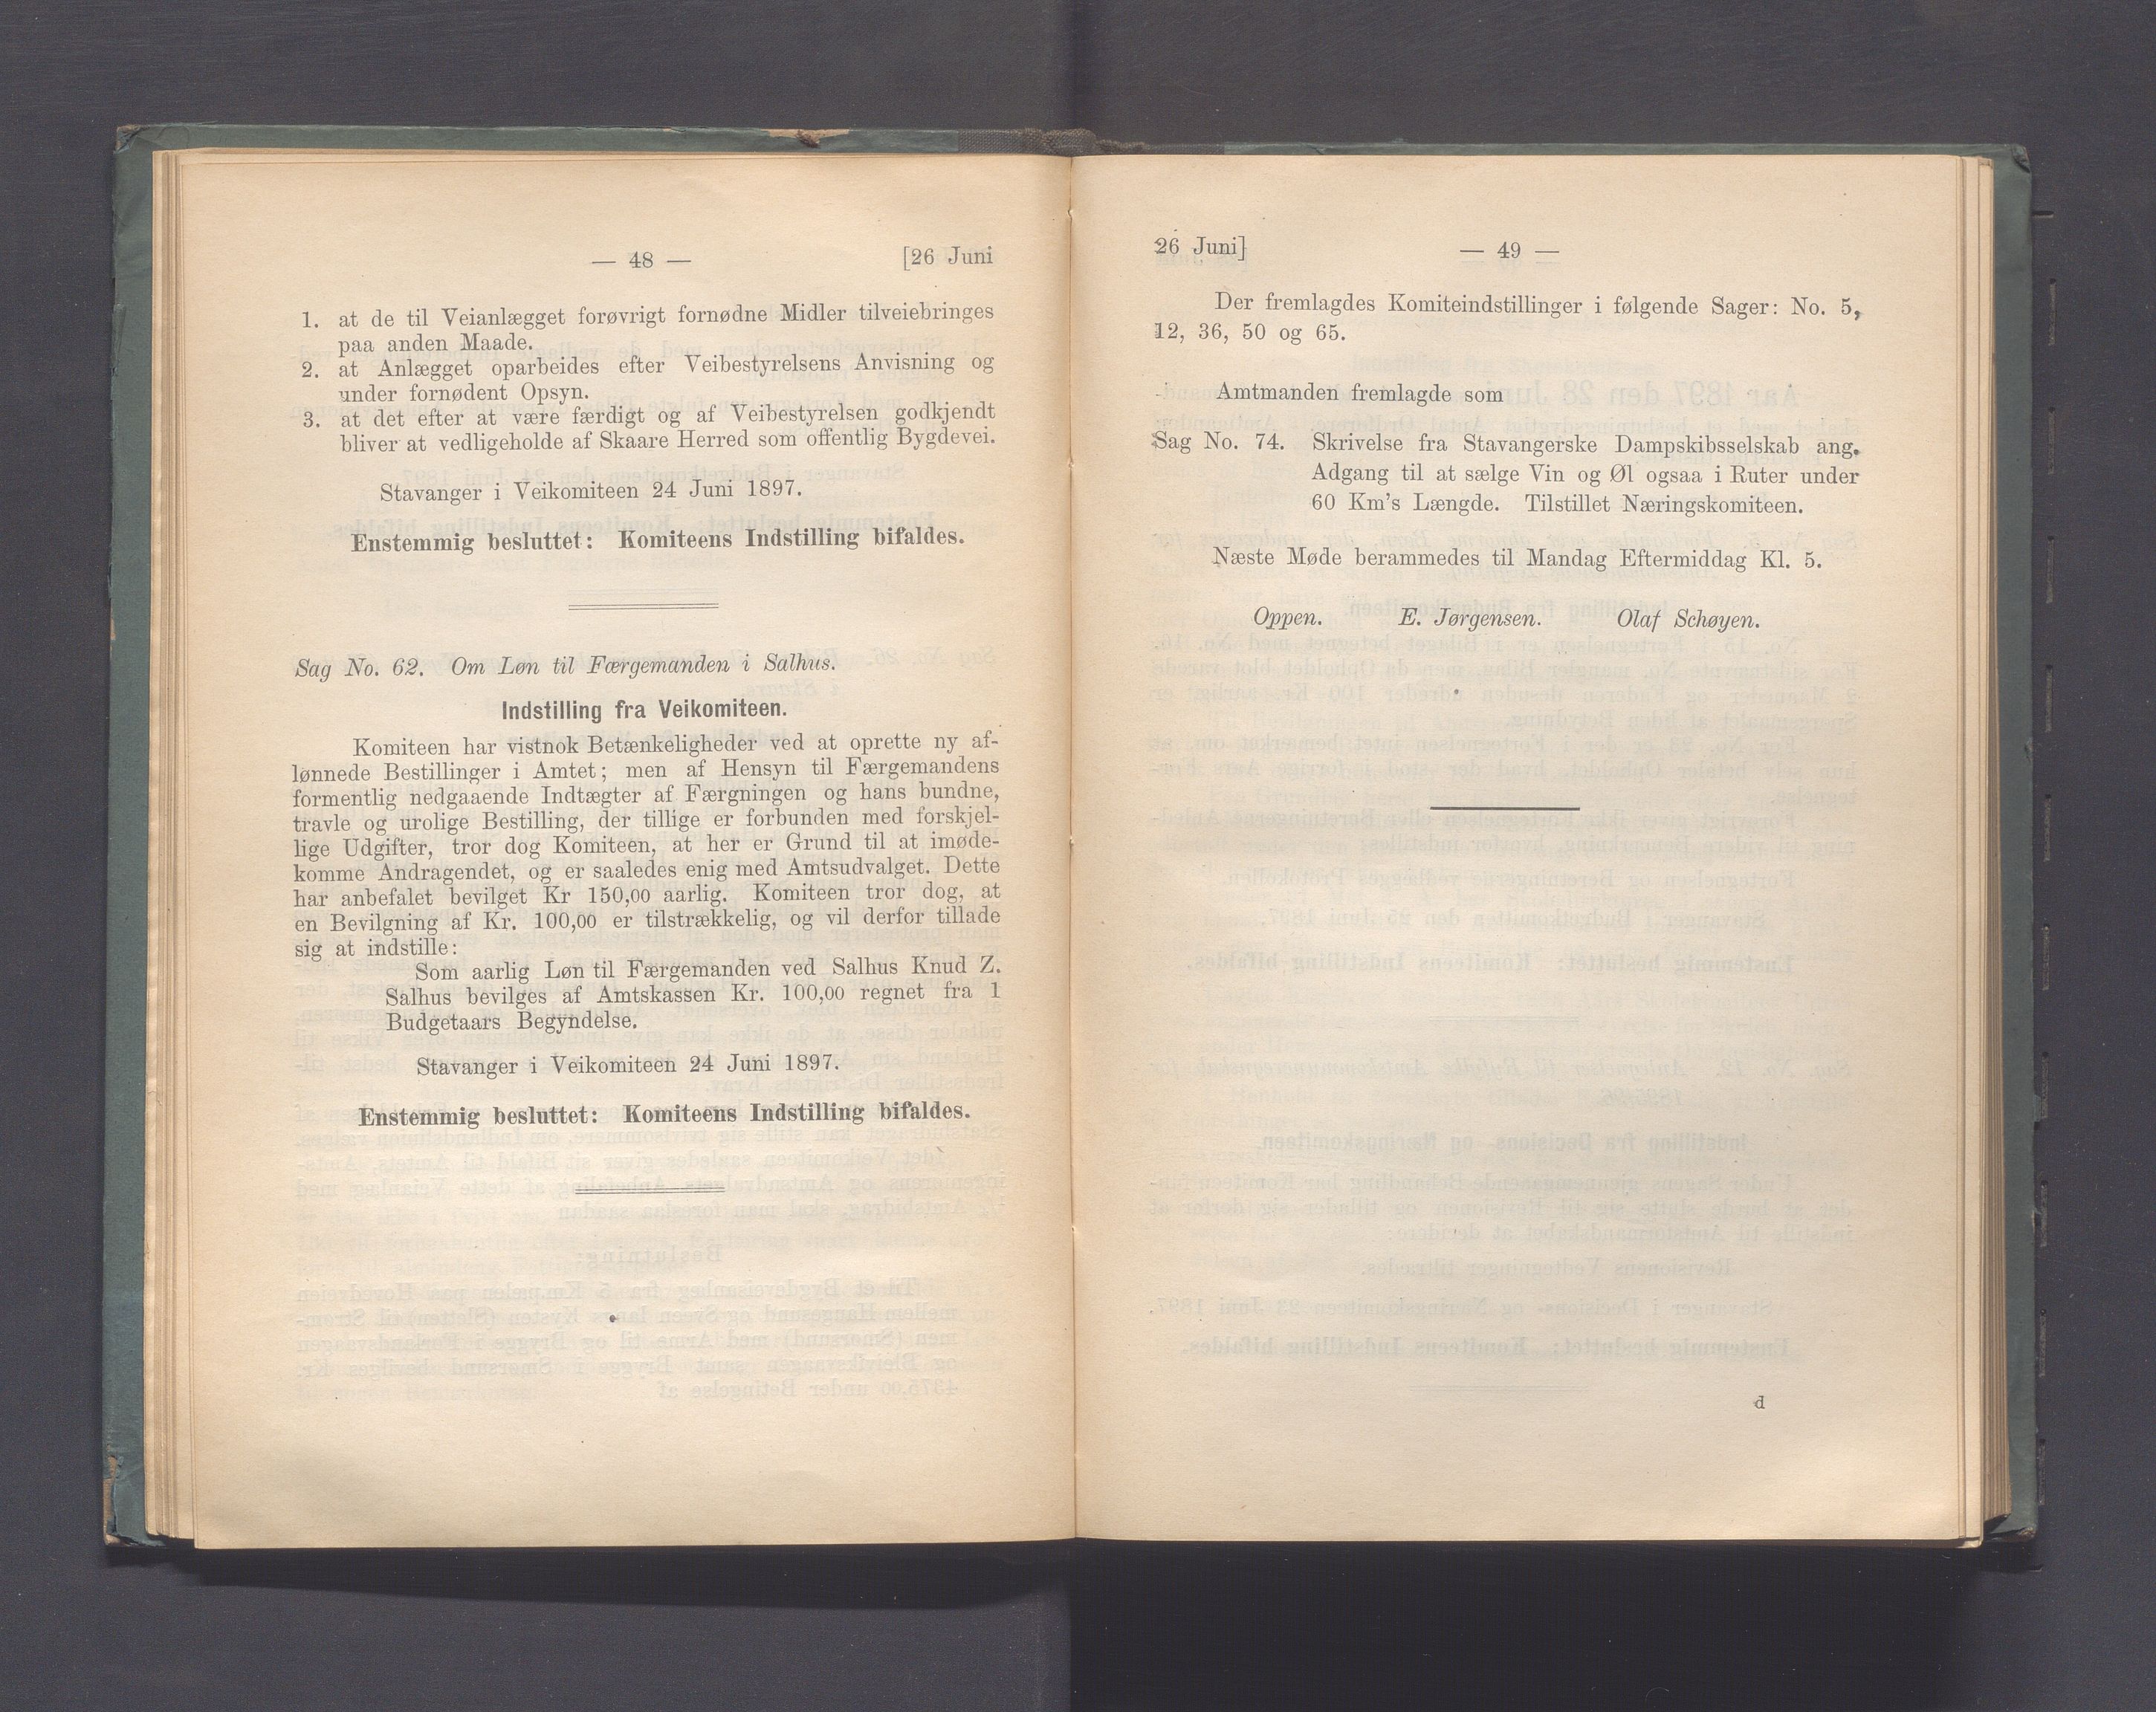 — 48 — [26 Juni
1. at de til Veianlægget forøvrigt fornødne Midler tilveiebringes
paa anden Maade.
2. at Anlægget oparbeides efter Veibestyrelsens Anvisning og
under fornødent Opsyn.
3. at det efter at være færdigt og af Veibestyrelsen godkjendt
bliver at vedligeholde af Skaare Herred som offentlig Bygdevei.
Stavanger i Veikomiteen 24 Juni 1897.
Enstemmig besluttet: Komiteens Indstilling bifaldes.
Sag No. 62. Om Løn til Færgemanden i Salhus.
Indstilling fra Veikomiteen.
Komiteen har vistnok Betænkeligheder ved at oprette ny af-
lønnede Bestillinger i Amtet; men af Hensyn til Færgemandens
formentlig nedgaaende Indtægter af Færgningen og hans bundne,
travle og urolige Bestilling, der tillige er forbunden med forskjel-
lige Udgifter, tror dog Komiteen, at her er Grund til at imøde-
komme Andragendet, og er saaledes enig med Amtsudvalget. Dette
har anbefalet bevilget Kr 150,00 aarlig. Komiteen tror dog, at
en Bevilgning af Kr. 100,00 er tilstrækkelig, og vil derfor tillade
sig at indstille:
Som aarlig Løn til Færgemanden ved Salhus Knud Z.
Salhus bevilges af Amtskassen Kr. 100,00 regnet fra 1
Budgetaars Begyndelse.
Stavanger i Veikomiteen 24 Juni 1897.
Enstemmig besluttet: Komiteens Indstilling bifaldes.
26 Juni] — 49 —
Der fremlagdes Komiteindstillinger i følgende Sager: No. 5,
12, 36, 50 og 65.
Amtmanden fremlagde som
Sag No. 74. Skrivelse fra Stavangerske Dampskibsselskab ang.
Adgang til at sælge Vin og Øl ogsaa i Ruter under
60 Km's Længde. Tilstillet Næringskomiteen.
Næste Møde berammedes til Mandag Eftermiddag Kl. 5.
Oppen. E. Jørgensen. Olaf Schøyen.
d